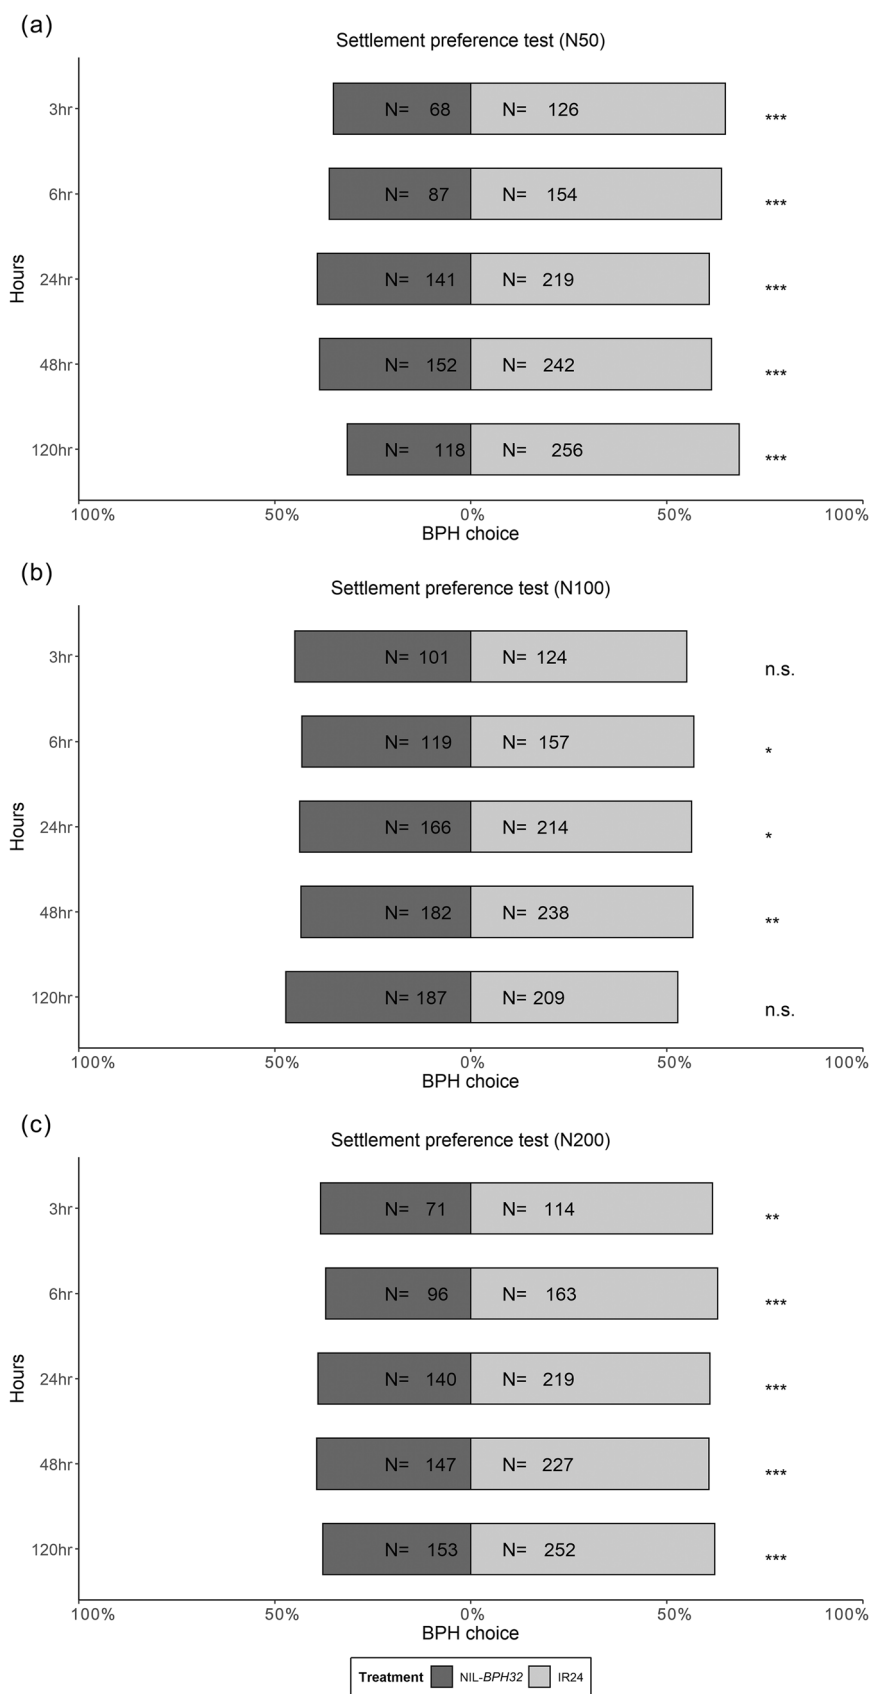 (a)
Settlement preference test (N50)
3hr N= 68 N= 126 ***
6hr N= 87 N= 154 ***
24hr N= 141 N= 219 ***
48hr N= 152 N= 242 ***
120hr N= 118 N= 256 ***
Hours
100% 50% 0% 50% 100%
BPH choice
(b)
Settlement preference test (N100)
3hr N= 101 N= 124 n.s.
6hr N= 119 N= 157 *
24hr N= 166 N= 214 *
48hr N= 182 N= 238 **
120hr N= 187 N= 209 n.s.
Hours
100% 50% 0% 50% 100%
BPH choice
(c)
Settlement preference test (N200)
3hr N= 71 N= 114 **
6hr N= 96 N= 163 ***
24hr N= 140 N= 219 ***
48hr N= 147 N= 227 ***
120hr N= 153 N= 252 ***
Hours
100% 50% 0% 50% 100%
BPH choice
Treatment NIL-BPH32 IR24